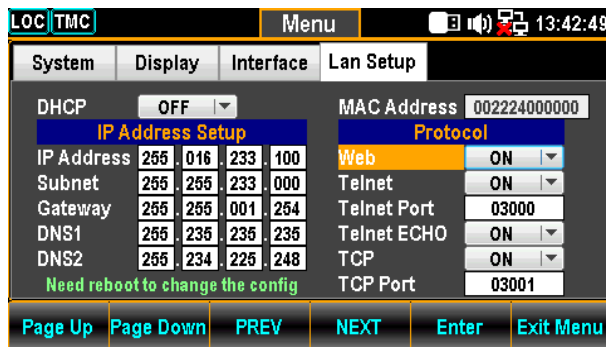 LOC TMC Menu 13:42:49
System Display Interface Lan Setup
DHCP OFF
IP Address Setup
IP Address 255 . 016 . 233 . 100
Subnet 255 . 255 . 233 . 000
Gateway 255 . 255 . 001 . 254
DNS1 255 . 235 . 235 . 235
DNS2 255 . 234 . 225 . 248
Need reboot to change the config
MAC Address 002224000000
Protocol
Web ON
Telnet ON
Telnet Port 03000
Telnet ECHO ON
TCP ON
TCP Port 03001
Page Up Page Down PREV NEXT Enter Exit Menu